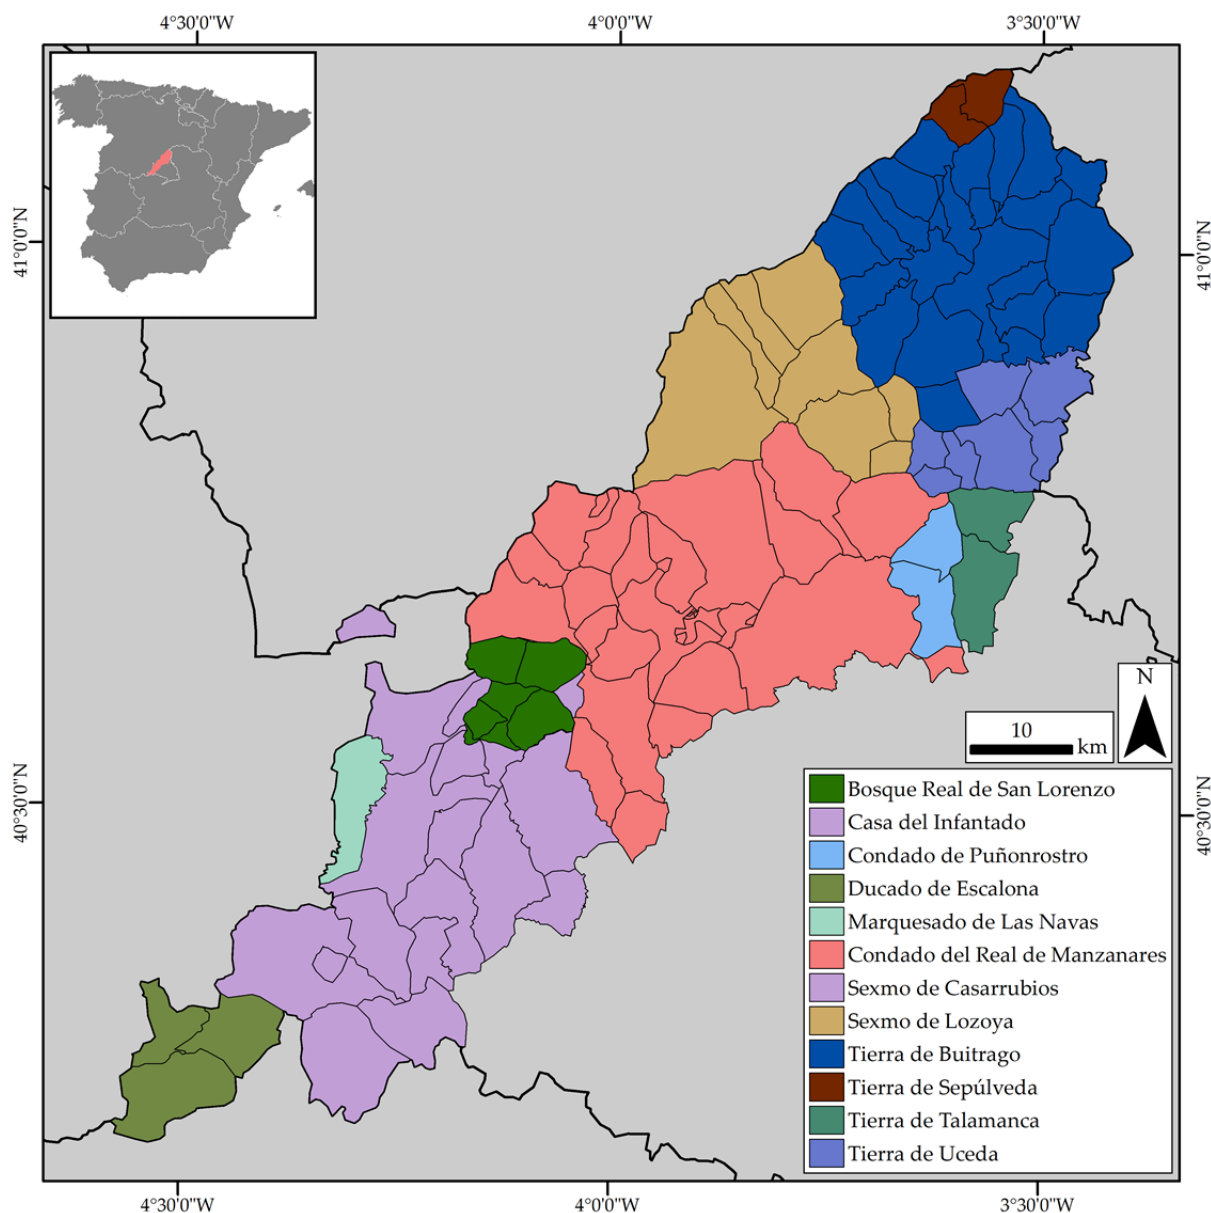 4°30'0"W
4°0'0"W
3°30'0"W
41°0'0"N
41°0'0"N
40°30'0"N
40°30'0"N
N
10
km
Bosque Real de San Lorenzo
Casa del Infantado
Condado de Puñonrostro
Ducado de Escalona
Marquesado de Las Navas
Condado del Real de Manzanares
Sexmo de Casarrubios
Sexmo de Lozoya
Tierra de Buitrago
Tierra de Sepúlveda
Tierra de Talamanca
Tierra de Uceda
4°30'0"W
4°0'0"W
3°30'0"W